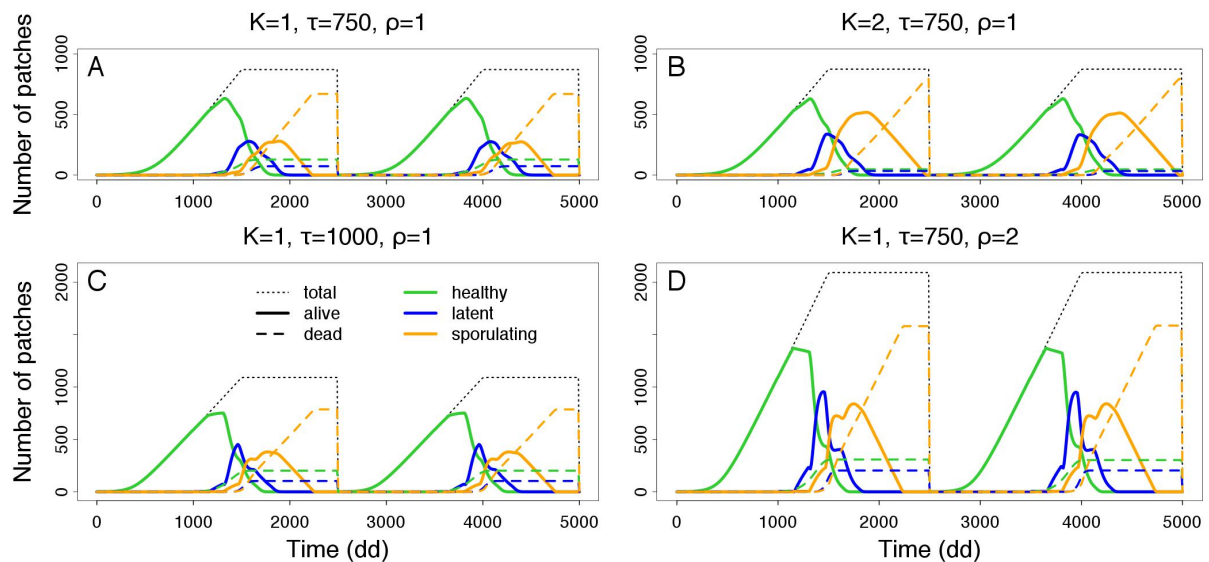 K=1, τ=750, ρ=1
K=2, τ=750, ρ=1
Number of patches
1000
500
0
A
0 1000 2000 3000 4000 5000
1000
500
0
B
0 1000 2000 3000 4000 5000
K=1, τ=1000, ρ=1
K=1, τ=750, ρ=2
Number of patches
2000
1000
500
0
C
total
alive
dead
healthy
latent
sporulating
0 1000 2000 3000 4000 5000
Time (dd)
2000
1000
500
0
D
0 1000 2000 3000 4000 5000
Time (dd)